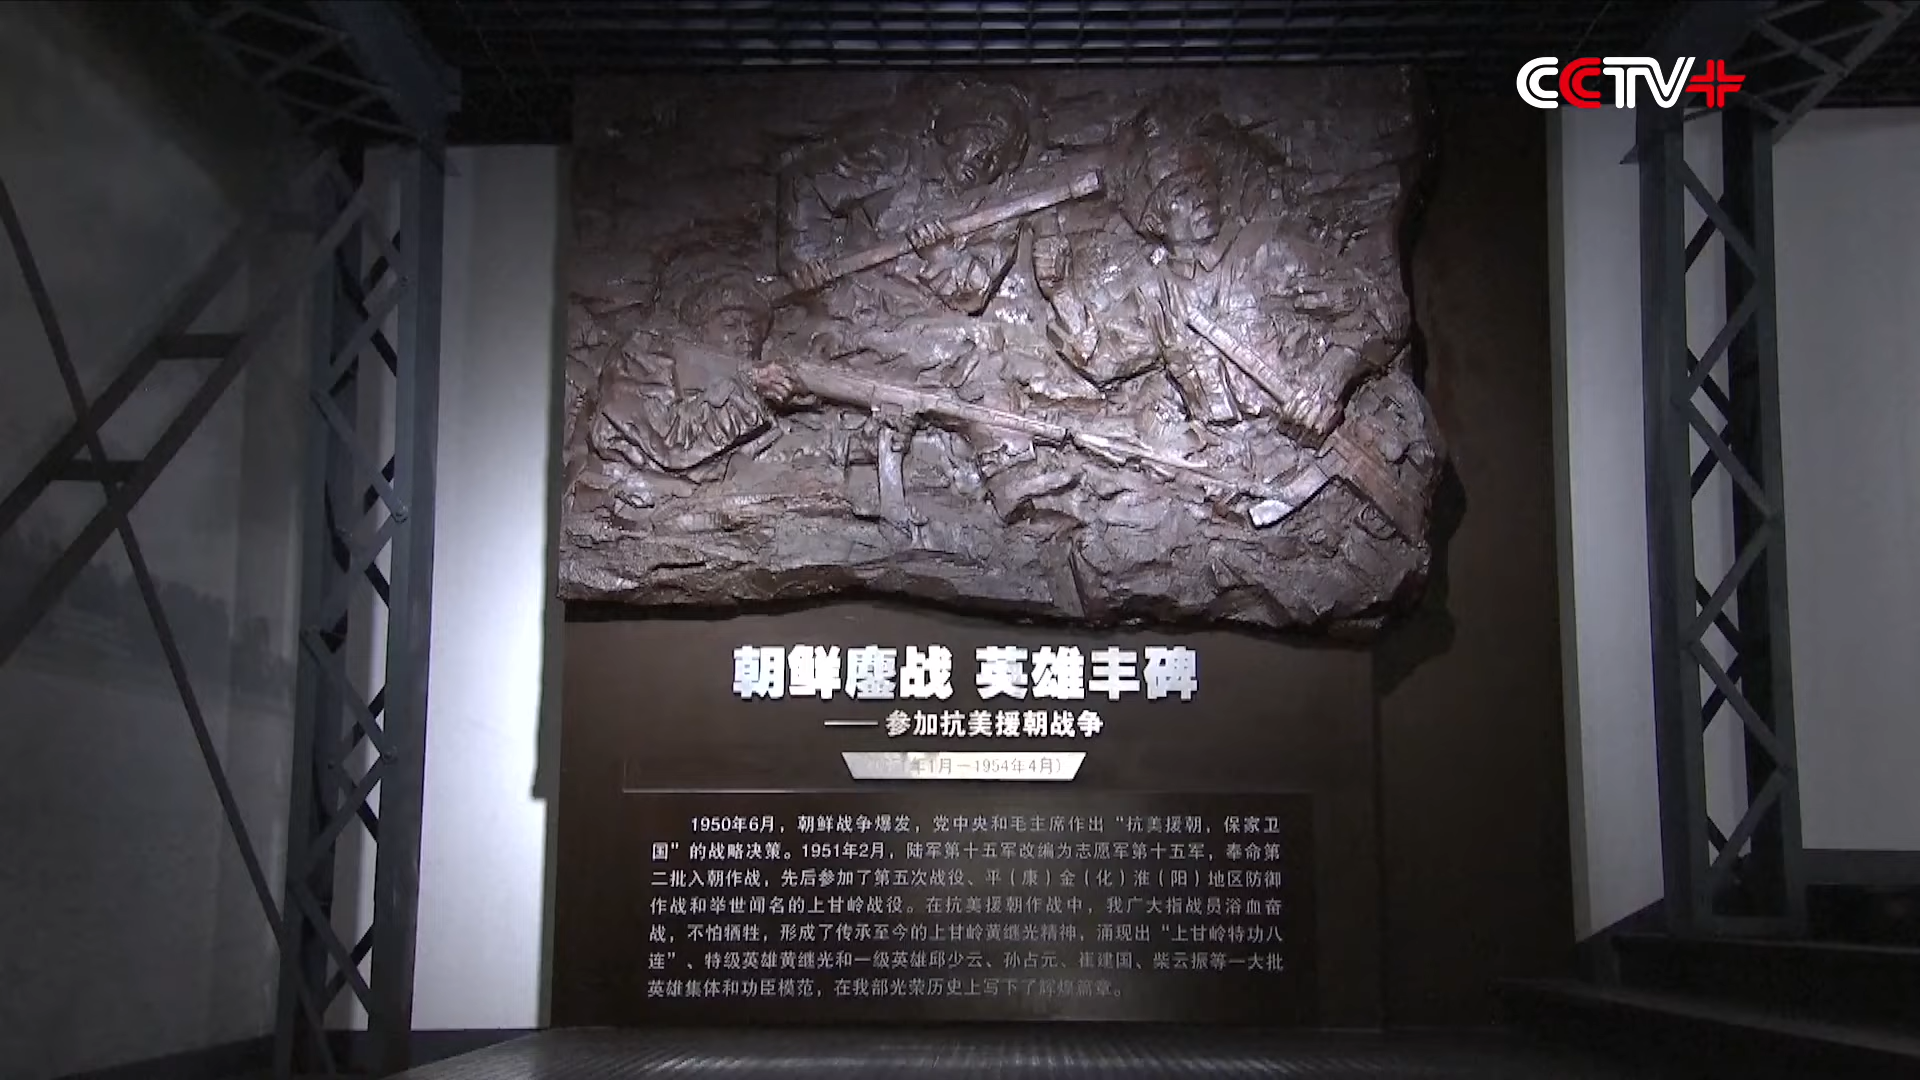 CCTV+
朝鲜鏖战 英雄丰碑
——参加抗美援朝战争
年1月—1954年4月）
1950年6月，朝鲜战争爆发，党中央和毛主席作出“抗美援朝，保家卫
国”的战略决策。1951年2月，陆军第十五军改编为志愿军第十五军，奉命第
二批入朝作战，先后参加了第五次战役、平（康）金（化）淮（阳）地区防御
作战和举世闻名的上甘岭战役。在抗美援朝作战中，我广大指战员浴血奋
战，不怕牺牲，形成了传承至今的上甘岭黄继光精神，涌现出“上甘岭特功八
连”、特级英雄黄继光和一级英雄邱少云、孙占元、崔建国、柴云振等一大批
英雄集体和功臣模范，在我部光荣历史上写下了辉煌篇章。